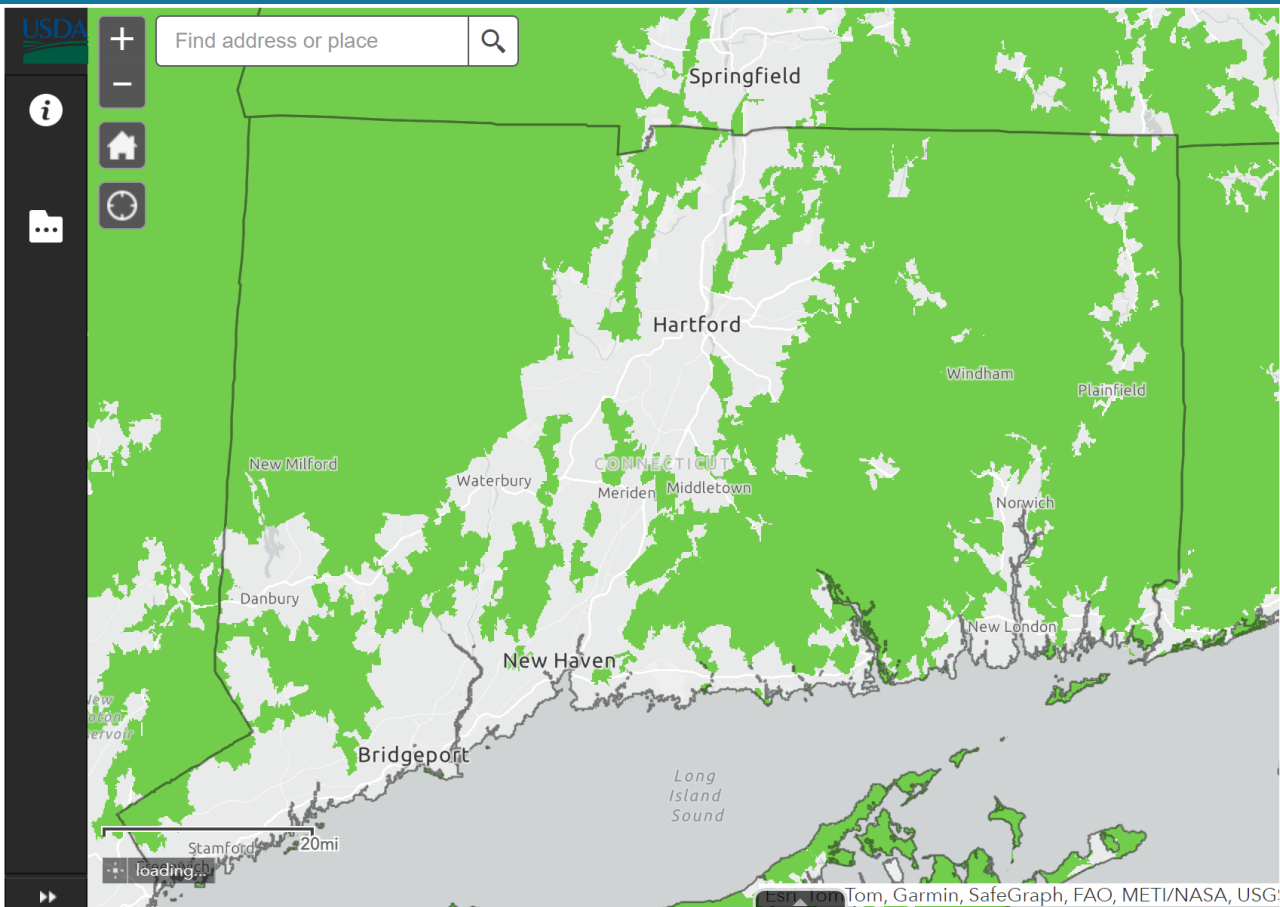 USDA
+
Find address or place
−
i
Springfield
Hartford
Windham
Plainfield
New Milford
CONNECTICUT
Waterbury
Meriden
Middletown
Norwich
Danbury
New London
New Haven
Bridgeport
Long
Island
Sound
20mi
Stamford
Greenwich
loading...
Esri, TomTom, Garmin, SafeGraph, FAO, METI/NASA, USGS